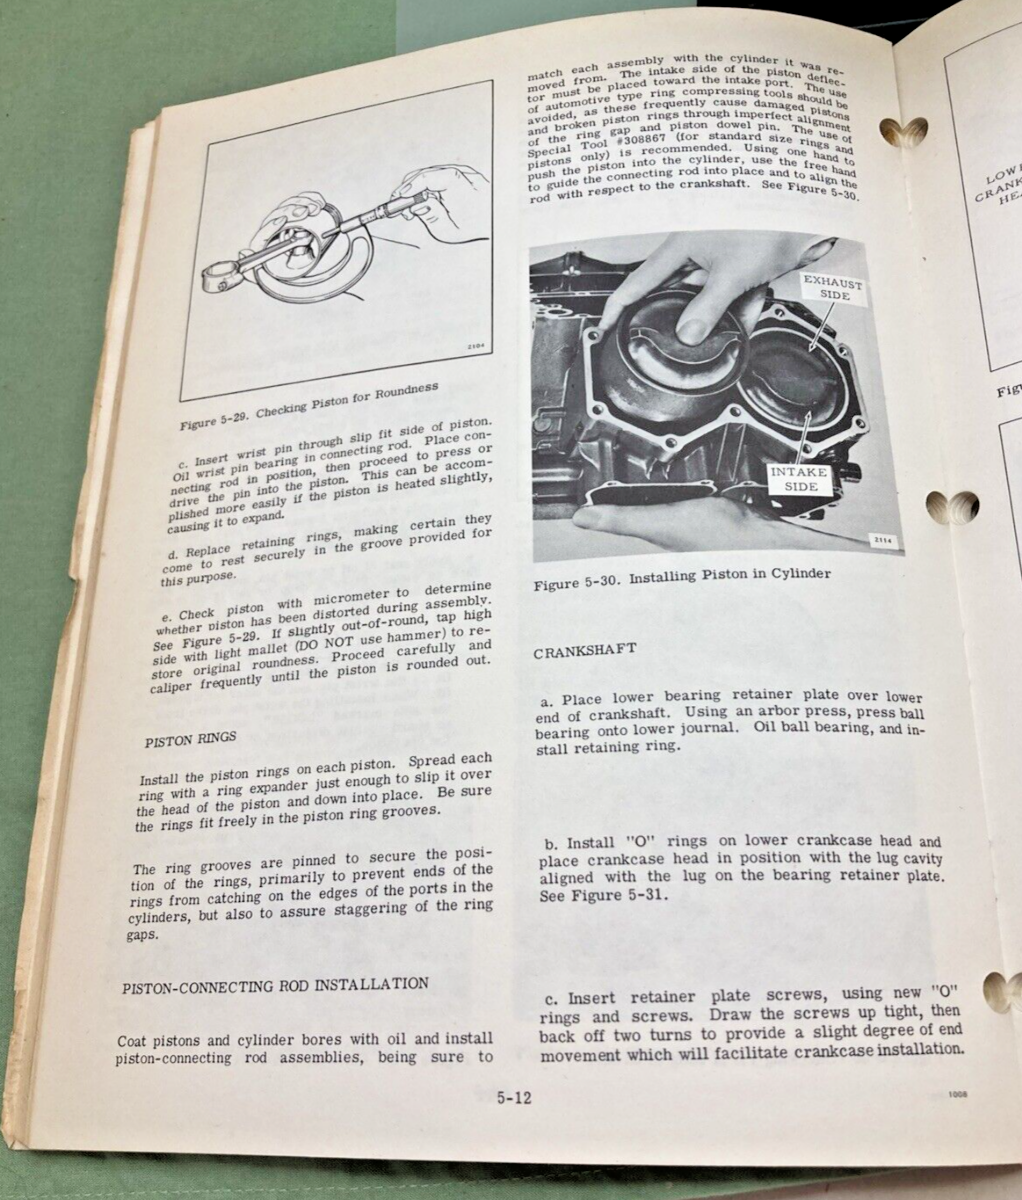 2104
Figure 5-29. Checking Piston for Roundness
c. Insert wrist pin through slip fit side of piston.
Oil wrist pin bearing in connecting rod. Place con-
necting rod in position, then proceed to press or
drive the pin into the piston. This can be accom-
plished more easily if the piston is heated slightly,
causing it to expand.
d. Replace retaining rings, making certain they
come to rest securely in the groove provided for
this purpose.
e. Check piston with micrometer to determine
whether piston has been distorted during assembly.
See Figure 5-29. If slightly out-of-round, tap high
side with light mallet (DO NOT use hammer) to re-
store original roundness. Proceed carefully and
caliper frequently until the piston is rounded out.
PISTON RINGS
Install the piston rings on each piston. Spread each
ring with a ring expander just enough to slip it over
the head of the piston and down into place. Be sure
the rings fit freely in the piston ring grooves.
The ring grooves are pinned to secure the posi-
tion of the rings, primarily to prevent ends of the
rings from catching on the edges of the ports in the
cylinders, but also to assure staggering of the ring
gaps.
PISTON-CONNECTING ROD INSTALLATION
Coat pistons and cylinder bores with oil and install
piston-connecting rod assemblies, being sure to
match each assembly with the cylinder it was re-
moved from. The intake side of the piston deflec-
tor must be placed toward the intake port. The use
of automotive type ring compressing tools should be
avoided, as these frequently cause damaged pistons
and broken piston rings through imperfect alignment
of the ring gap and piston dowel pin. The use of
Special Tool #308867 (for standard size rings and
pistons only) is recommended. Using one hand to
push the piston into the cylinder, use the free hand
to guide the connecting rod into place and to align the
rod with respect to the crankshaft. See Figure 5-30.
EXHAUST
SIDE
INTAKE
SIDE
2114
Figure 5-30. Installing Piston in Cylinder
CRANKSHAFT
a. Place lower bearing retainer plate over lower
end of crankshaft. Using an arbor press, press ball
bearing onto lower journal. Oil ball bearing, and in-
stall retaining ring.
b. Install "O" rings on lower crankcase head and
place crankcase head in position with the lug cavity
aligned with the lug on the bearing retainer plate.
See Figure 5-31.
c. Insert retainer plate screws, using new "O"
rings and screws. Draw the screws up tight, then
back off two turns to provide a slight degree of end
movement which will facilitate crankcase installation.
5-12
1008